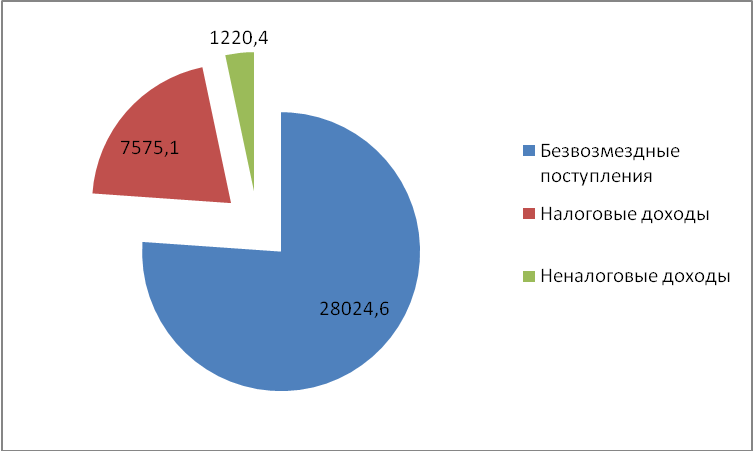 1220,4
7575,1
28024,6
Безвозмездные
поступления
Налоговые доходы
Неналоговые доходы